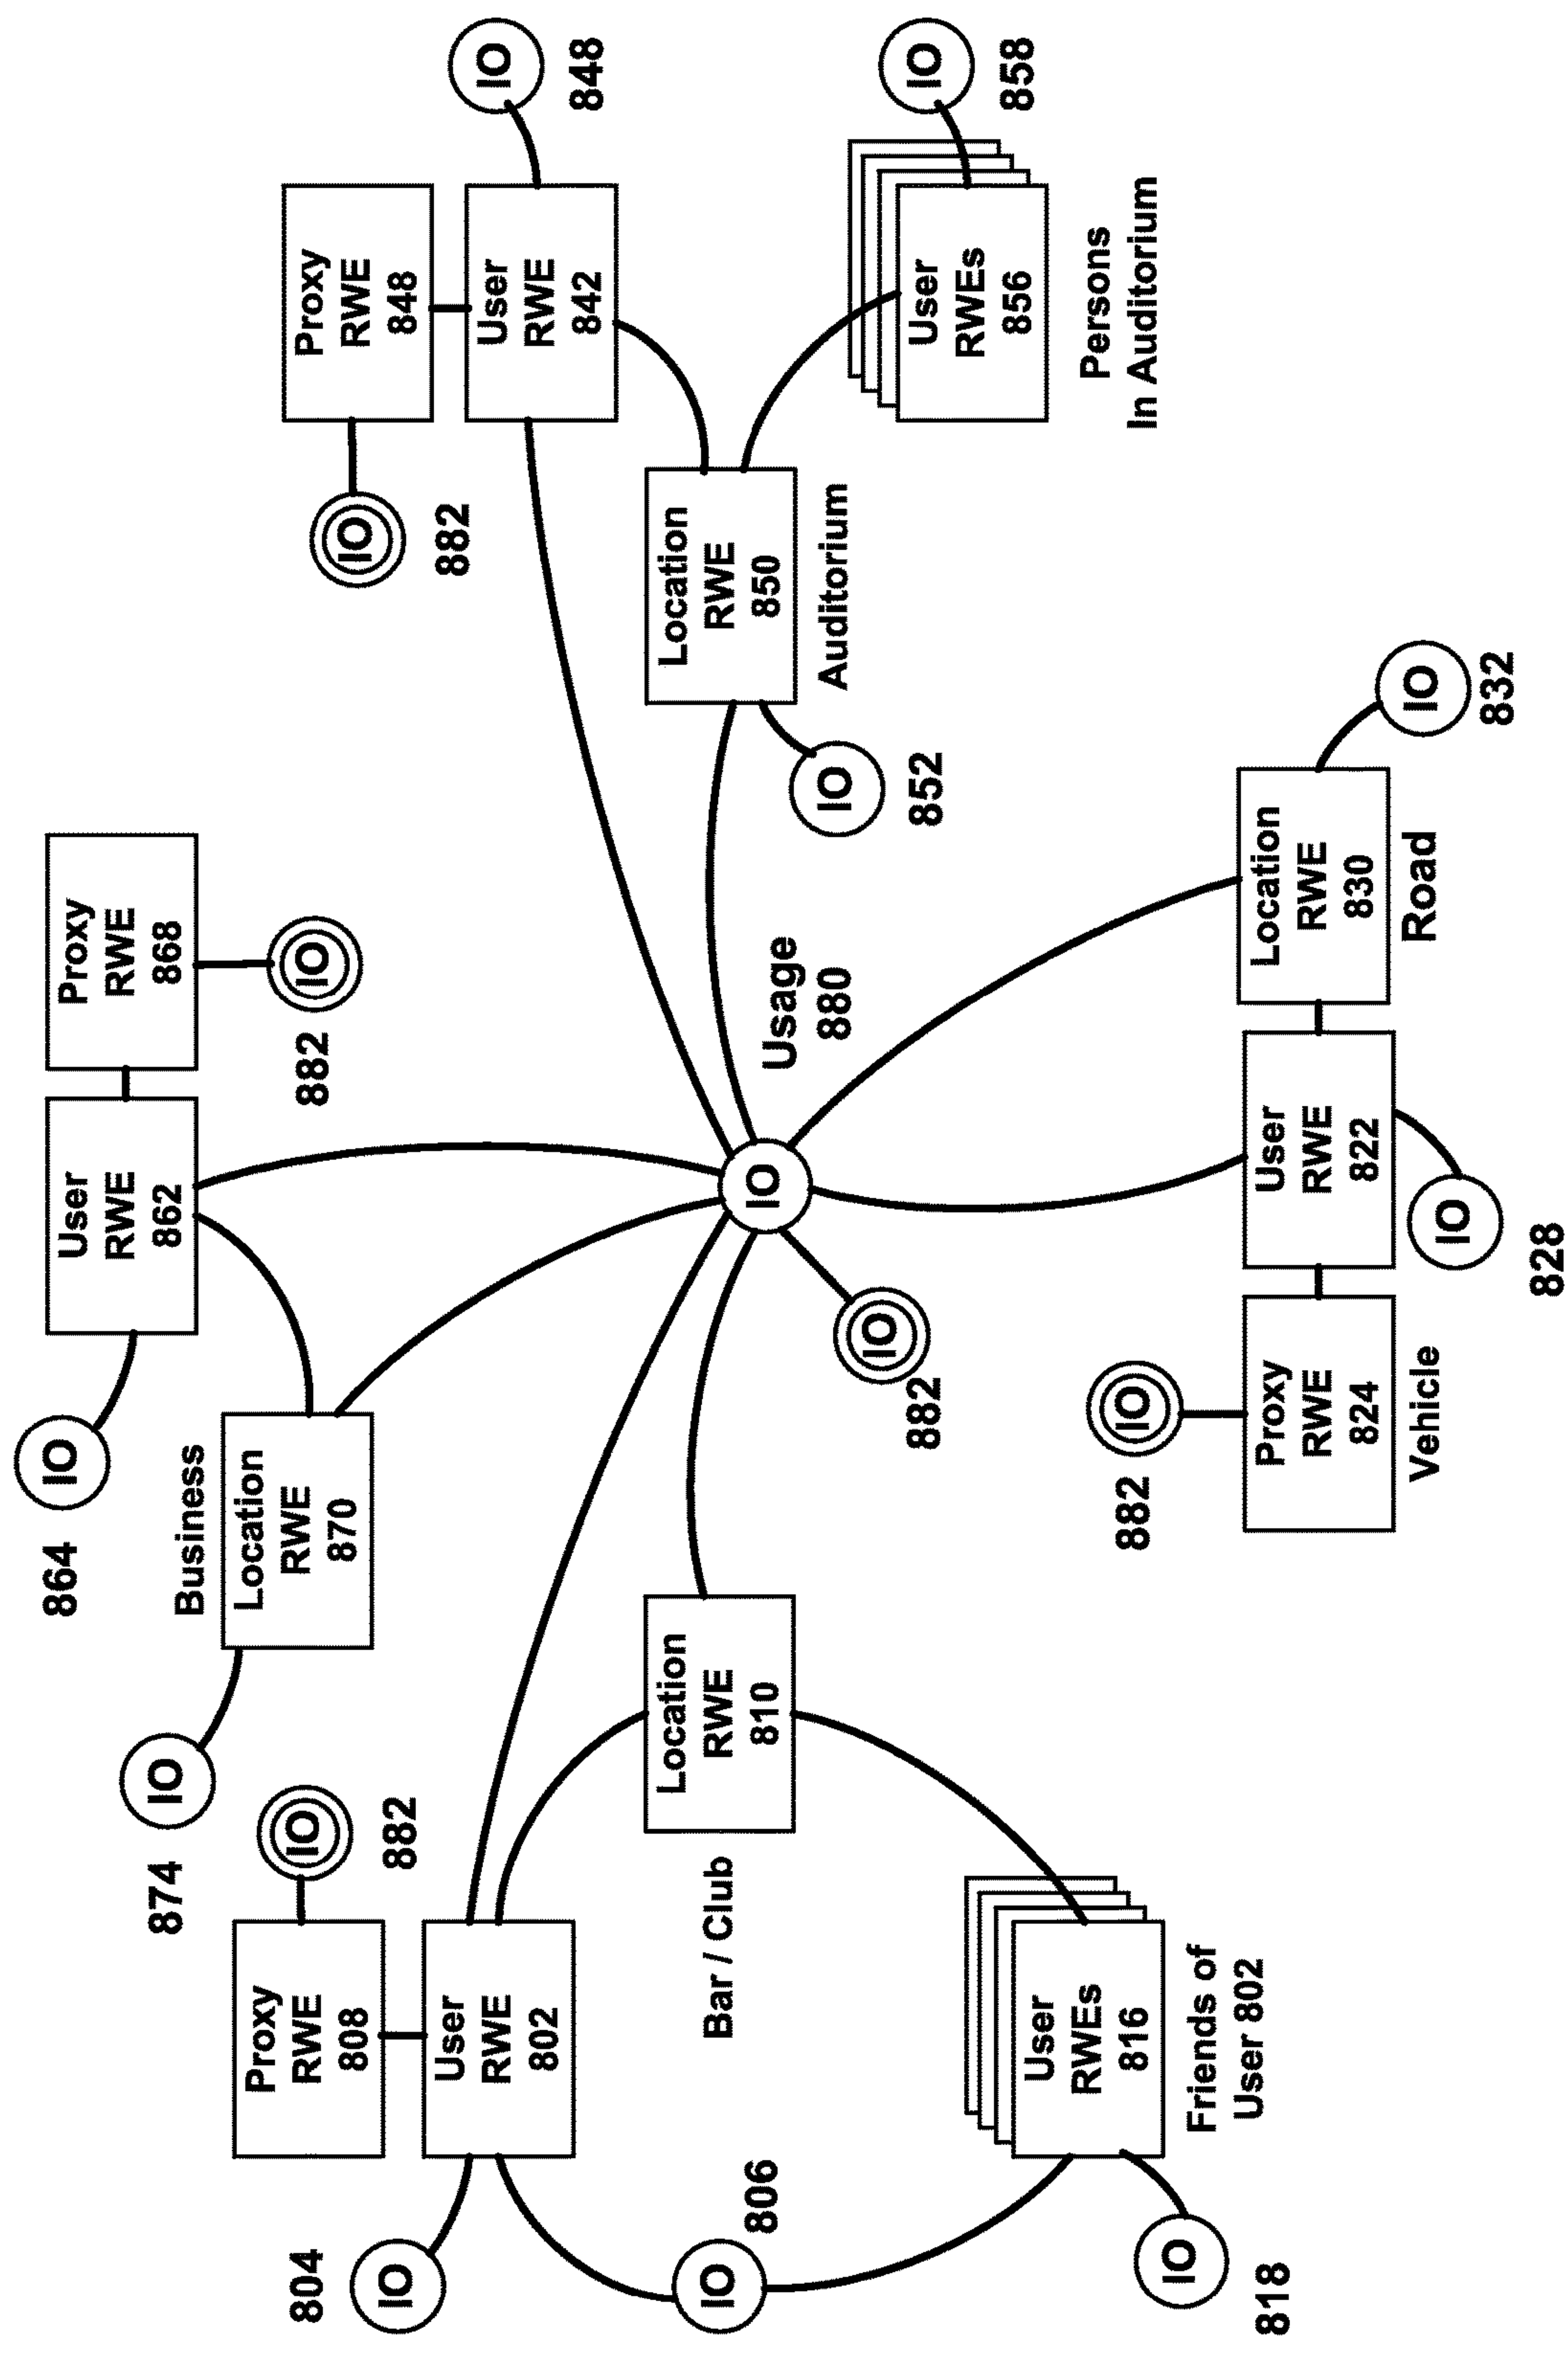 IO
864
IO
874
Business
Location
RWE
870
User
RWE
862
Proxy
RWE
868
IO
882
Proxy
RWE
808
IO
882
User
RWE
802
804
IO
IO
806
Location
RWE
810
Bar / Club
User
RWEs
816
Friends of
User 802
IO
818
IO
Usage
880
IO
882
Proxy
RWE
848
IO
882
User
RWE
842
IO
848
Location
RWE
850
Auditorium
IO
852
User
RWEs
856
Persons
In Auditorium
IO
858
IO
882
Proxy
RWE
824
Vehicle
User
RWE
822
IO
828
Location
RWE
830
Road
IO
832